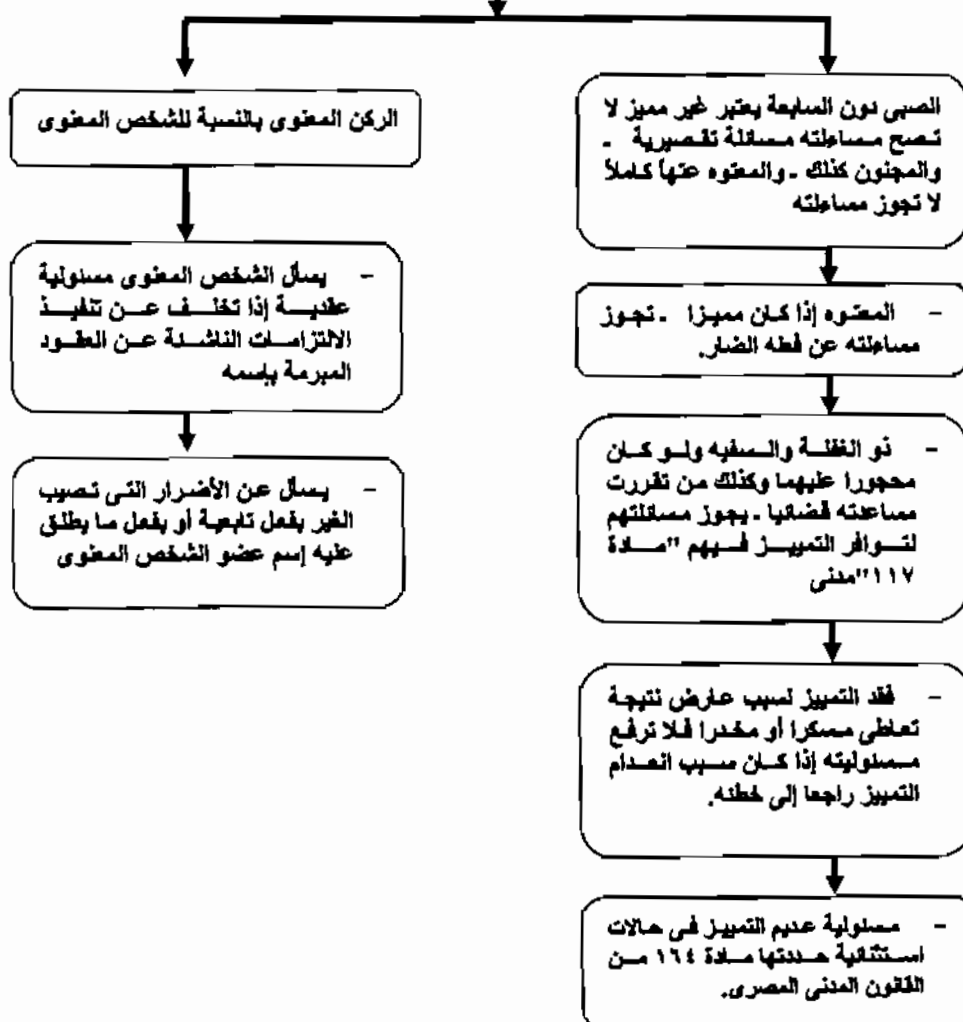 الصبى دون السابعة يعتبر غير مميز لا
تصح مساءلته مسائلة تقصيرية -
والمجنون كذلك - والمعتوه عتهاً كاملاً
لا تجوز مساءلته
- المعتوه إذا كان مميزا - تجوز
مساءلته عن فعله الضار.
- ذو الغفلة والسفيه ولو كان
محجورا عليهما وكذلك من تقررت
مساعدته قضائيا - يجوز مسائلتهم
لتوافر التمييز فيهم "مادة
١١٧" مدنى
- فقد التمييز لسبب عارض نتيجة
تعاطى مسكرا أو مخدرا فلا ترفع
مسئوليته إذا كان سبب انعدام
التمييز راجعا إلى خطئه.
- مسئولية عديم التمييز فى حالات
استثنائية حددتها مادة ١٦٤ من
القانون المدنى المصرى.
الركن المعنوى بالنسبة للشخص المعنوى
- يسأل الشخص المعنوى مسئولية
عقدية إذا تخلف عن تنفيذ
الالتزامات الناشئة عن العقود
المبرمة بإسمه
- يسأل عن الأضرار التى تصيب
الغير بفعل تابعية أو بفعل ما يطلق
عليه إسم عضو الشخص المعنوى